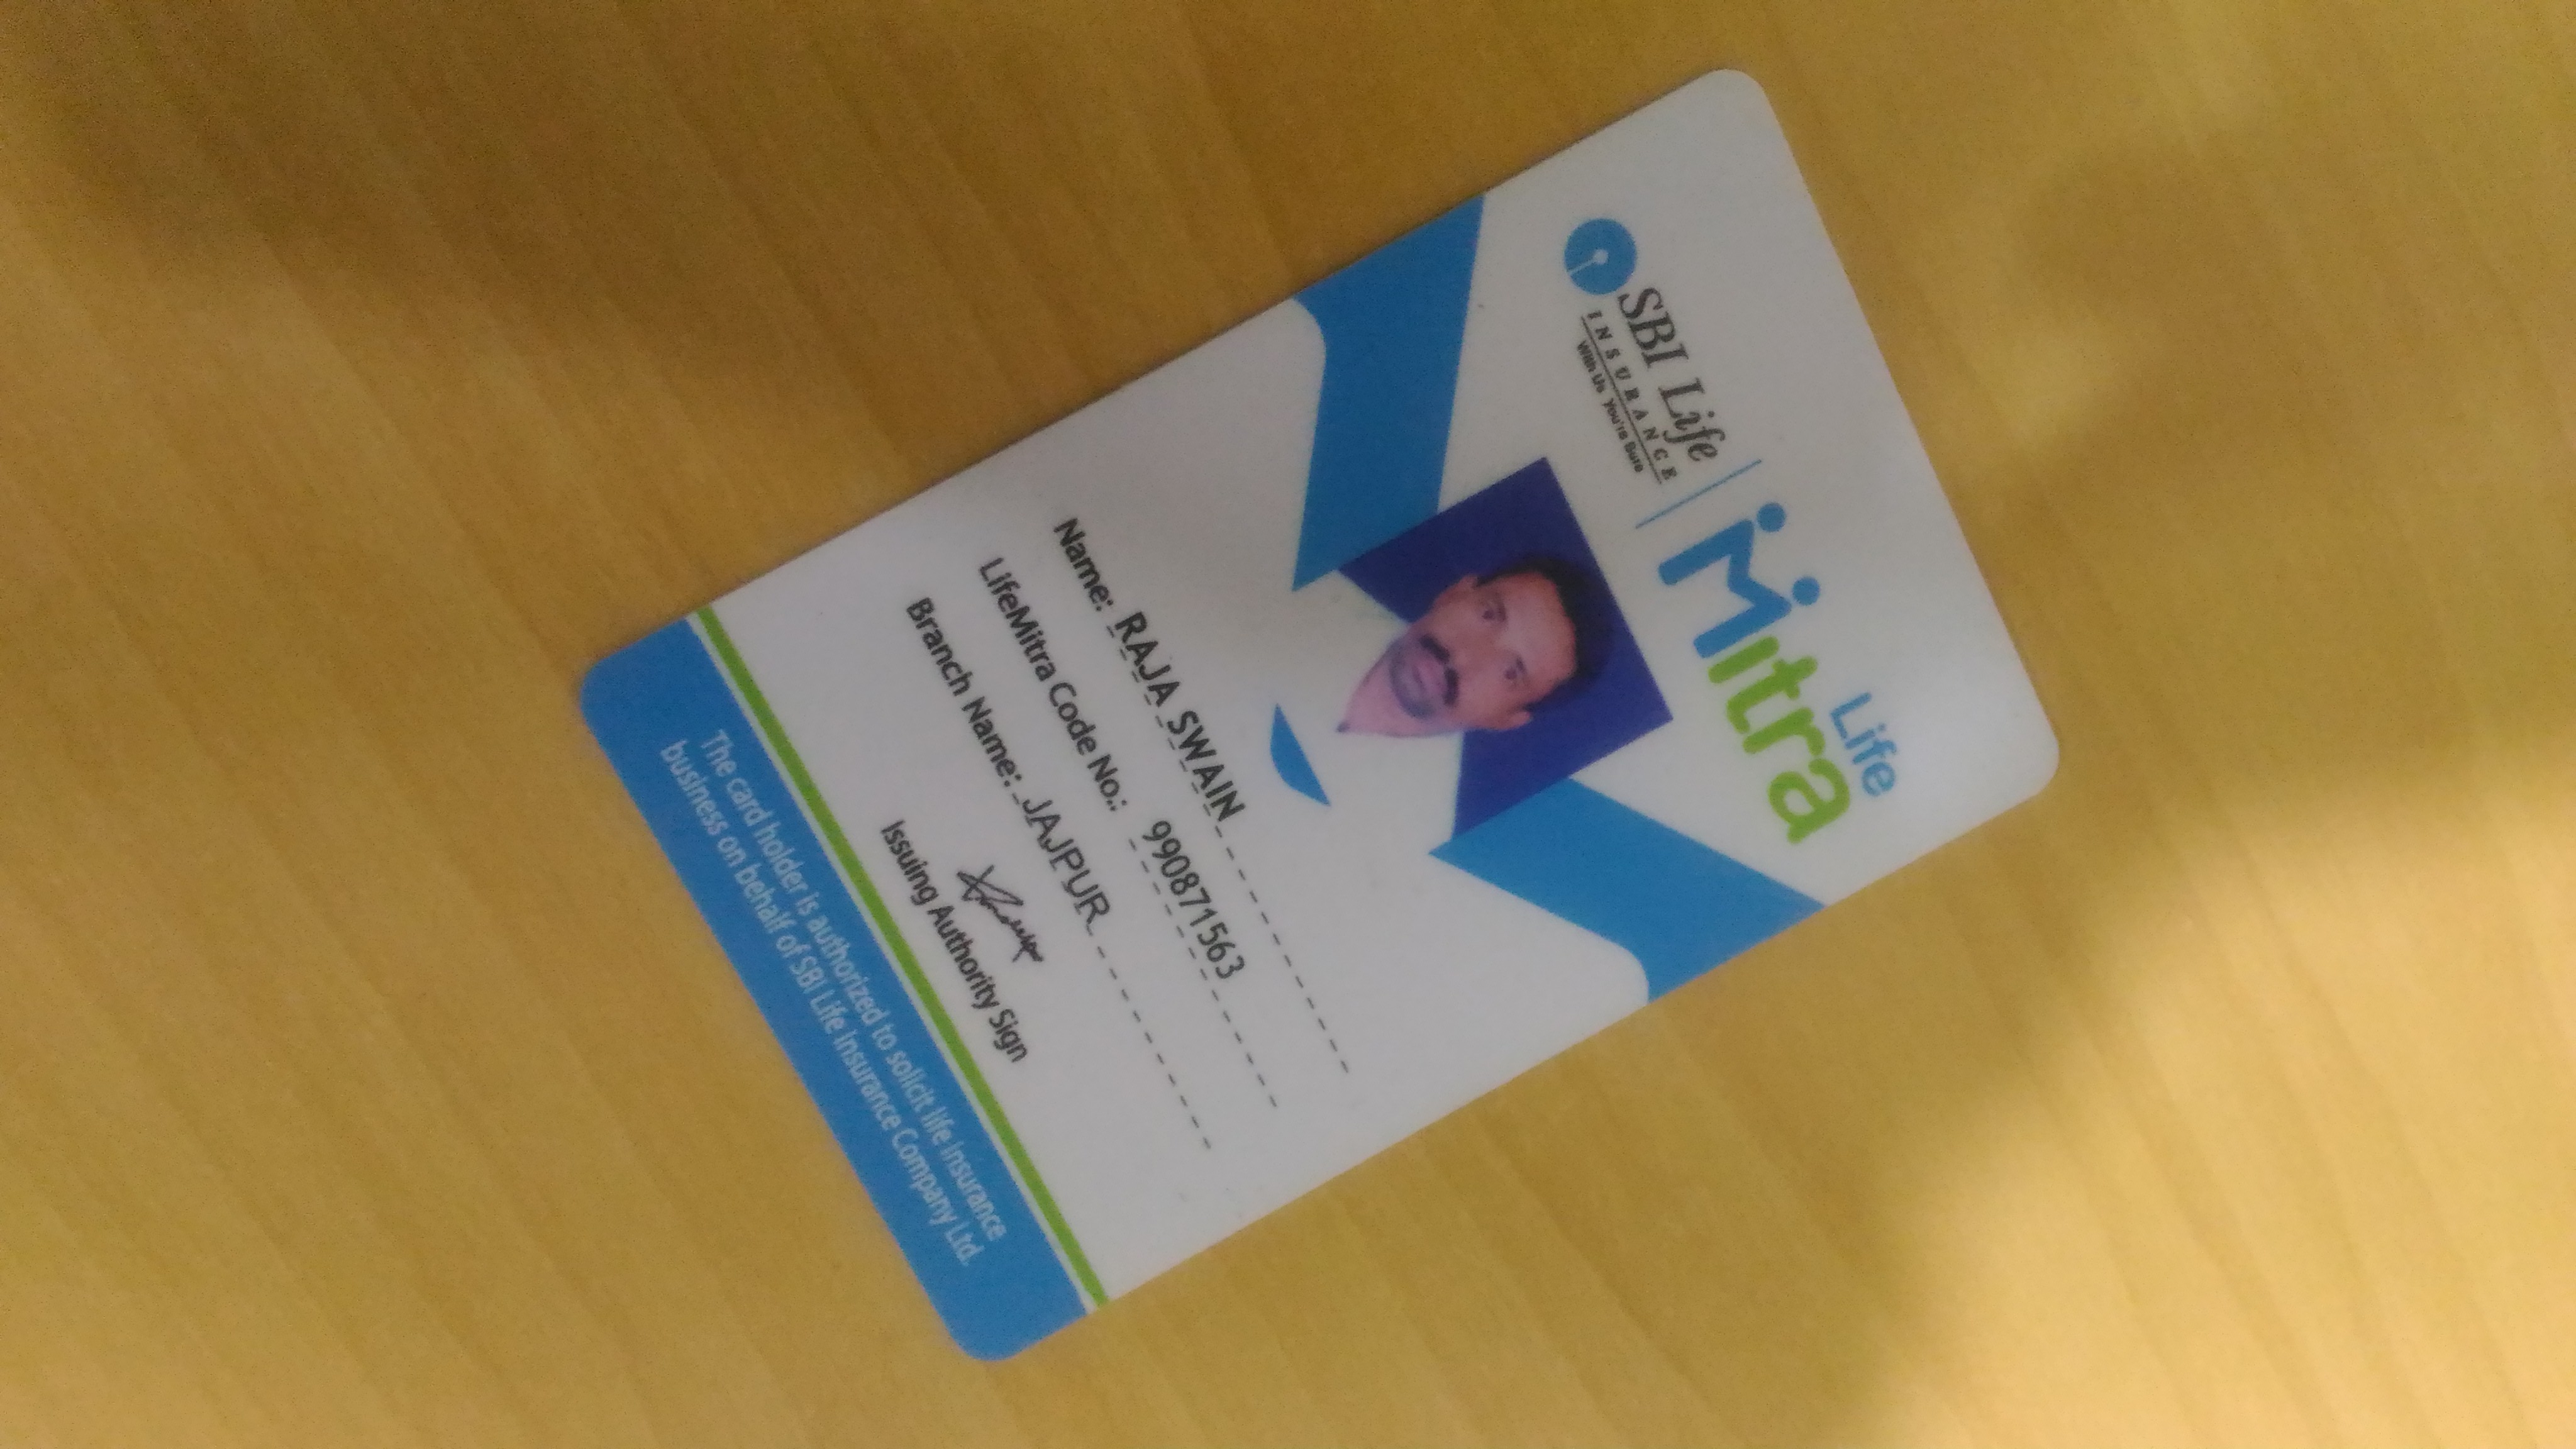 SBI Life
INSURANCE
With Us, You're Sure
Life
Mitra
Name: RAJA SWAIN
LifeMitra Code No.: 990871563
Branch Name: JAJPUR
Issuing Authority Sign
The card holder is authorized to solicit life insurance
business on behalf of SBI Life Insurance Company Ltd.